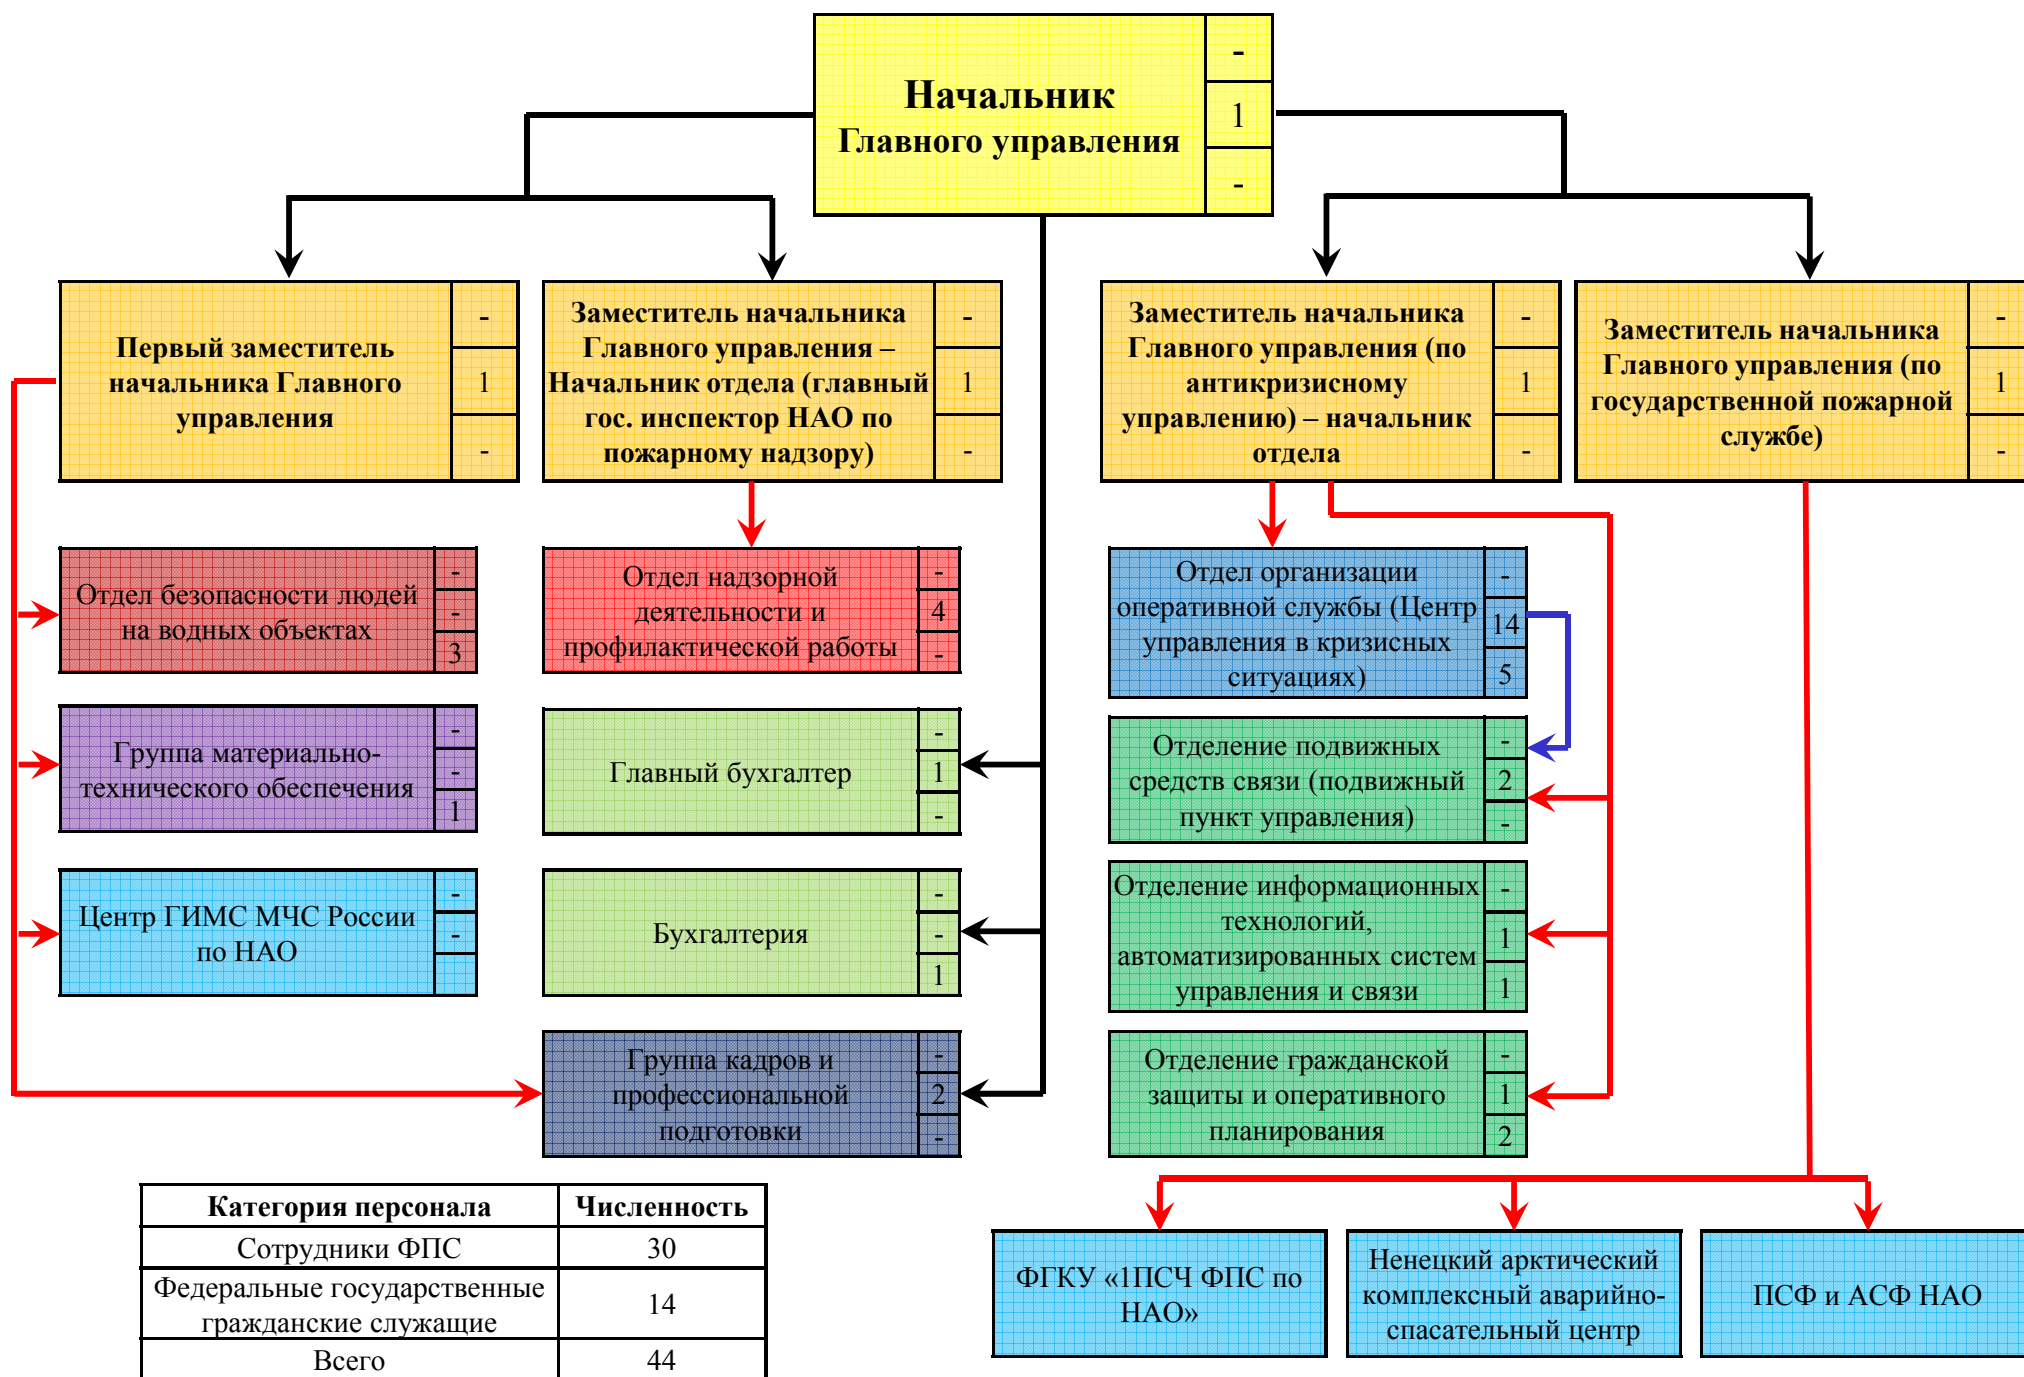 Начальник
Главного управления
-
1
-
Первый заместитель
начальника Главного
управления
-
1
-
Заместитель начальника
Главного управления –
Начальник отдела (главный
гос. инспектор НАО по
пожарному надзору)
-
1
-
Заместитель начальника
Главного управления (по
антикризисному
управлению) – начальник
отдела
-
1
-
Заместитель начальника
Главного управления (по
государственной пожарной
службе)
-
1
-
Отдел безопасности людей
на водных объектах
-
-
3
Отдел надзорной
деятельности и
профилактической работы
-
4
-
Отдел организации
оперативной службы (Центр
управления в кризисных
ситуациях)
-
14
5
Группа материально-
технического обеспечения
-
-
1
Главный бухгалтер
-
1
-
Отделение подвижных
средств связи (подвижный
пункт управления)
-
2
-
Центр ГИМС МЧС России
по НАО
-
-
Бухгалтерия
-
-
1
Отделение информационных
технологий,
автоматизированных систем
управления и связи
-
1
1
Группа кадров и
профессиональной
подготовки
-
2
-
Отделение гражданской
защиты и оперативного
планирования
-
1
2
Категория персонала Численность
Сотрудники ФПС 30
Федеральные государственные
гражданские служащие 14
Всего 44
ФГКУ «1ПСЧ ФПС по
НАО»
Ненецкий арктический
комплексный аварийно-
спасательный центр
ПСФ и АСФ НАО